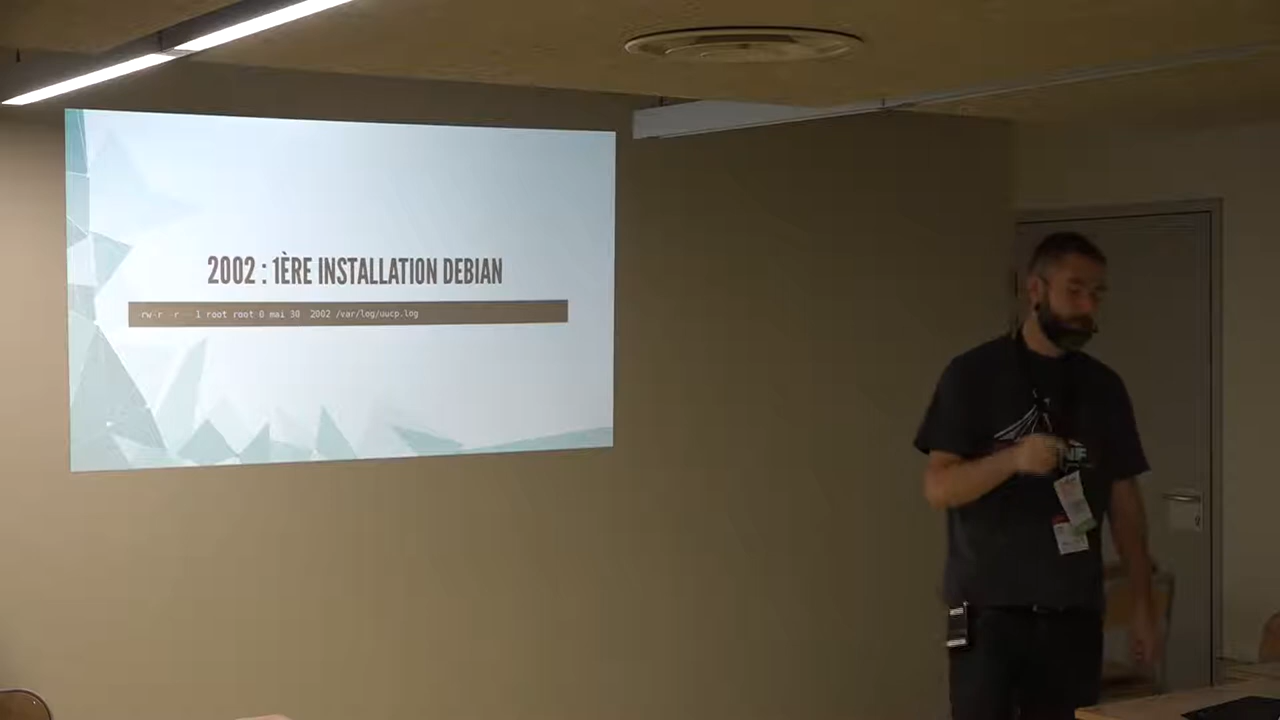 2002 : 1ÈRE INSTALLATION DEBIAN
-rw-r--r-- 1 root root 0 mai 30  2002 /var/log/uucp.log